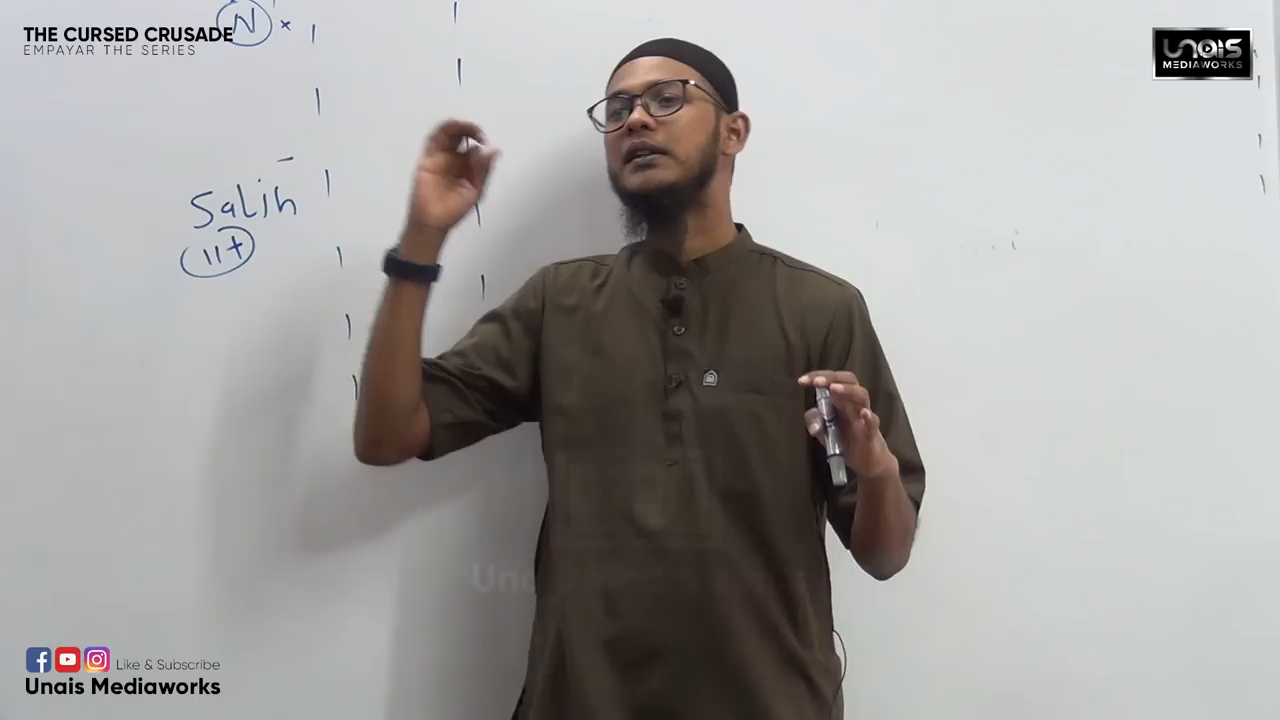 THE CURSED CRUSADE
EMPAYAR THE SERIES
N ×
UNAIS
MEDIAWORKS
Salih
11+
Like & Subscribe
Unais Mediaworks